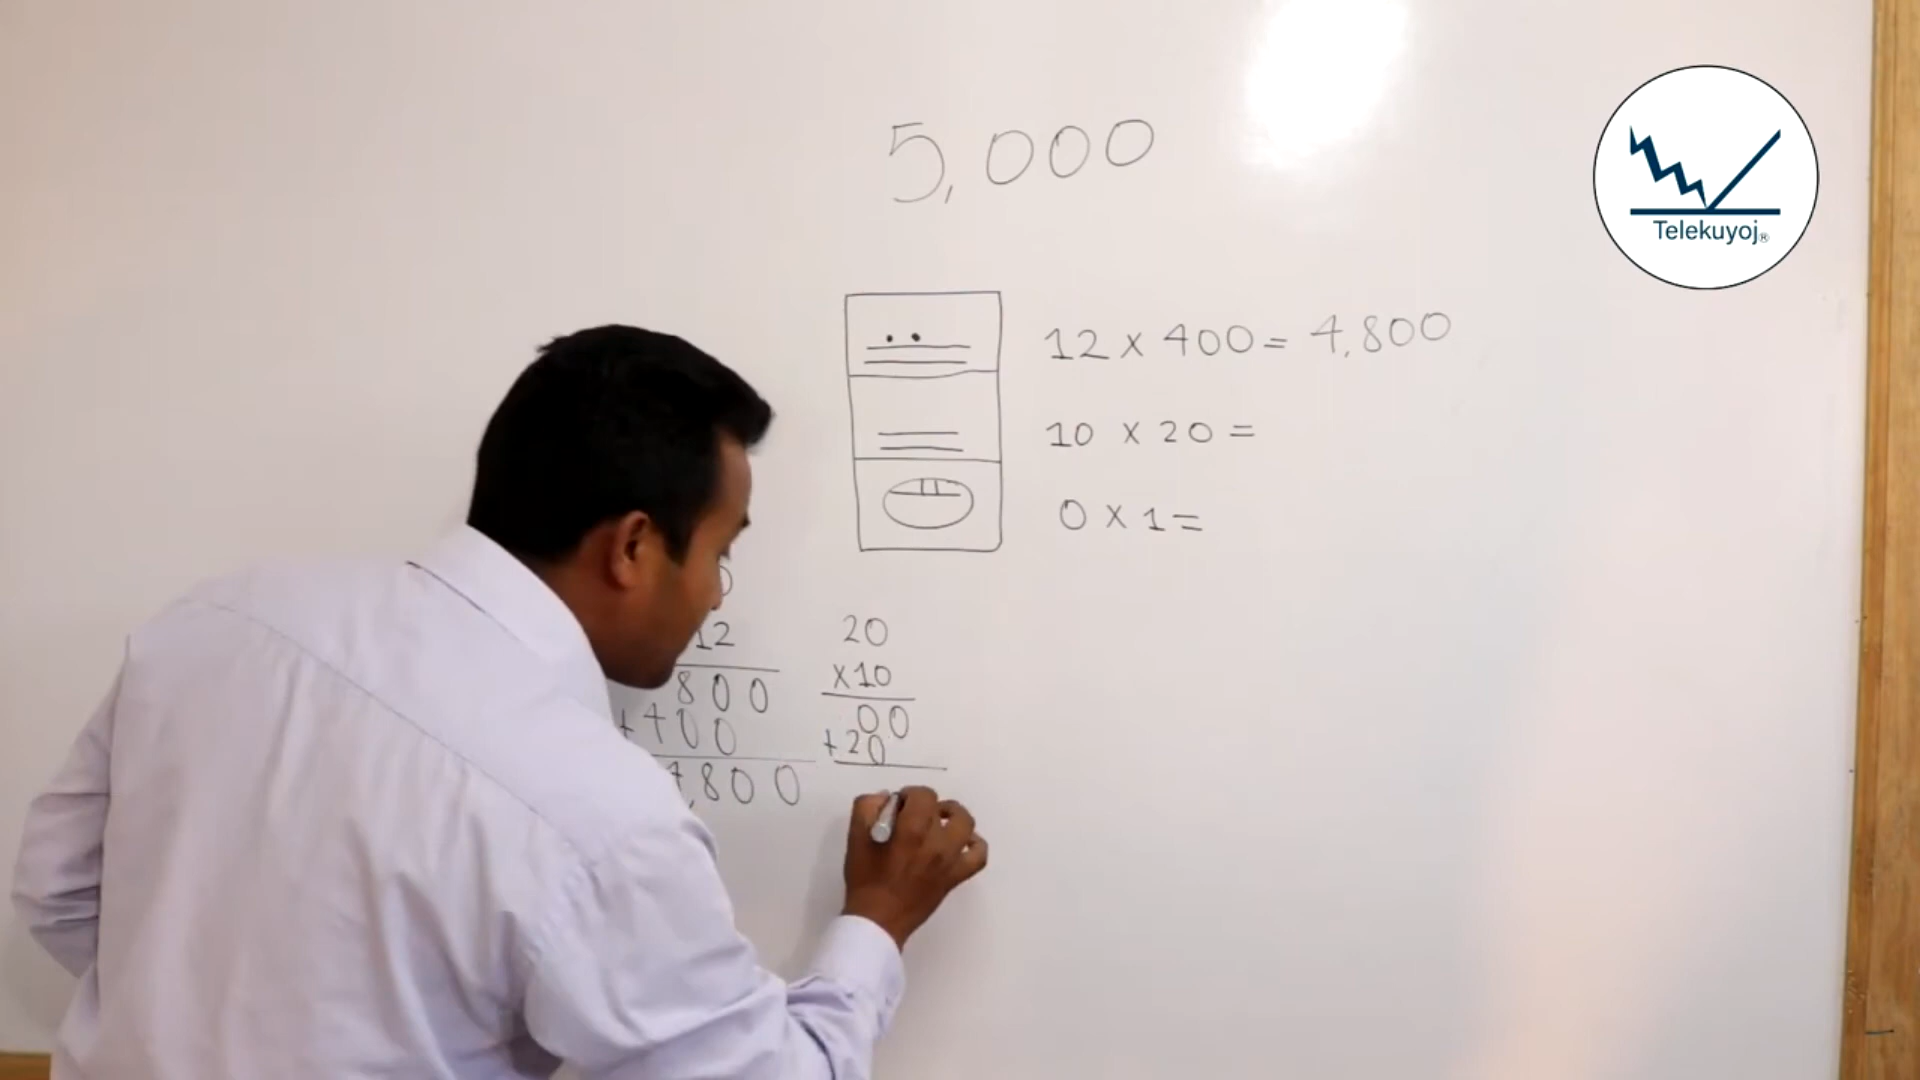 5,000
12 x 400 = 4,800
10 x 20 =
0 x 1 =
12
800
+400
,800
20
x10
00
+20
Telekuyoj®